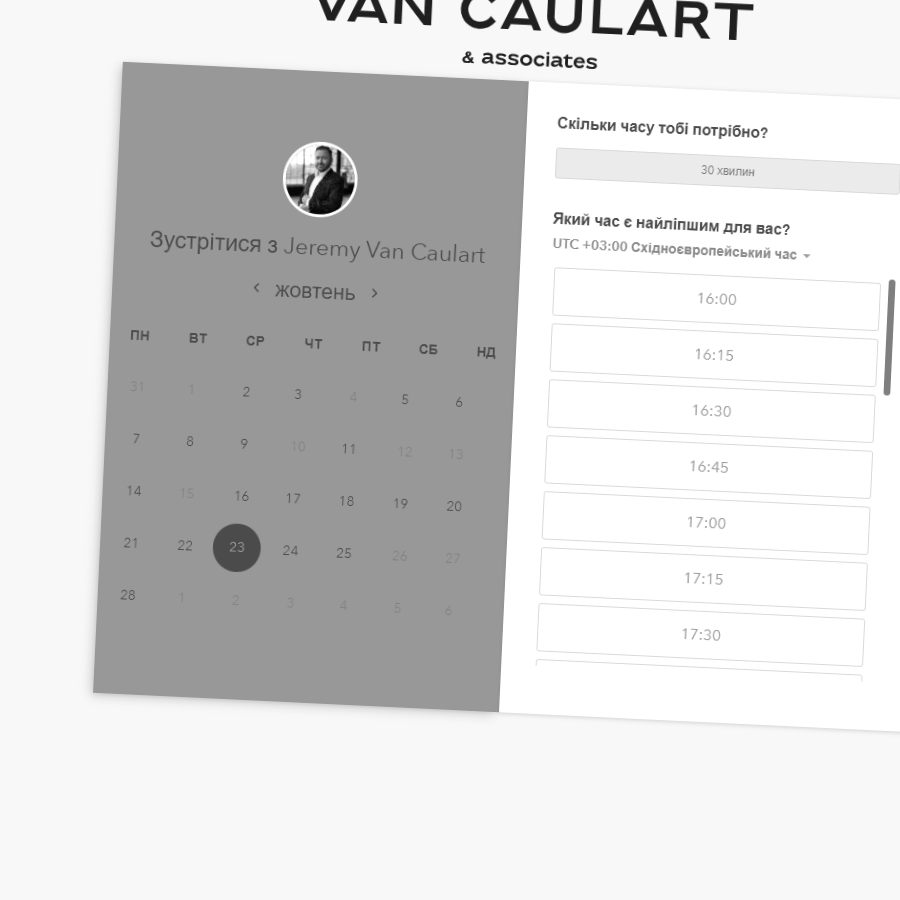 VAN CAULART
& associates
Зустрітися з Jeremy Van Caulart
жовтень
ПН ВТ СР ЧТ ПТ СБ НД
31 1 2 3 4 5 6
7 8 9 10 11 12 13
14 15 16 17 18 19 20
21 22 23 24 25 26 27
28 1 2 3 4 5 6
Скільки часу тобі потрібно?
30 хвилин
Який час є найліпшим для вас?
UTC +03:00 Східноєвропейський час
16:00
16:15
16:30
16:45
17:00
17:15
17:30